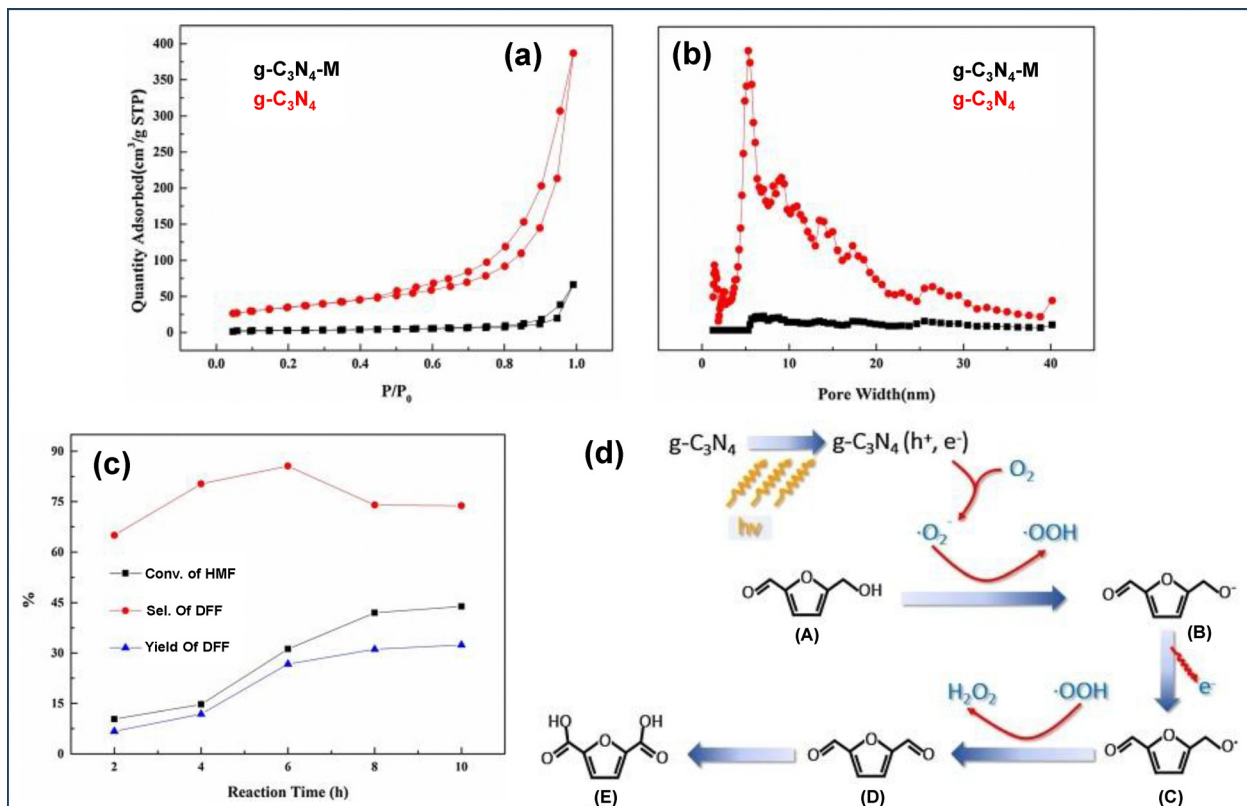 (a)
g-C₃N₄-M
g-C₃N₄
Quantity Adsorbed(cm³/g STP)
400
350
300
250
200
150
100
50
0
0.0 0.2 0.4 0.6 0.8 1.0
P/P₀
(b)
g-C₃N₄-M
g-C₃N₄
0 10 20 30 40
Pore Width(nm)
(c)
%
90
75
60
45
30
15
0
Conv. of HMF
Sel. Of DFF
Yield Of DFF
2 4 6 8 10
Reaction Time (h)
(d)
g-C₃N₄
g-C₃N₄ (h⁺, e⁻)
hν
O₂
·O₂⁻
·OOH
O
O
OH
(A)
O
O
O⁻
(B)
e⁻
O
O
O•
(C)
·OOH
H₂O₂
O
O
O
(D)
HO
OH
O
O
O
(E)